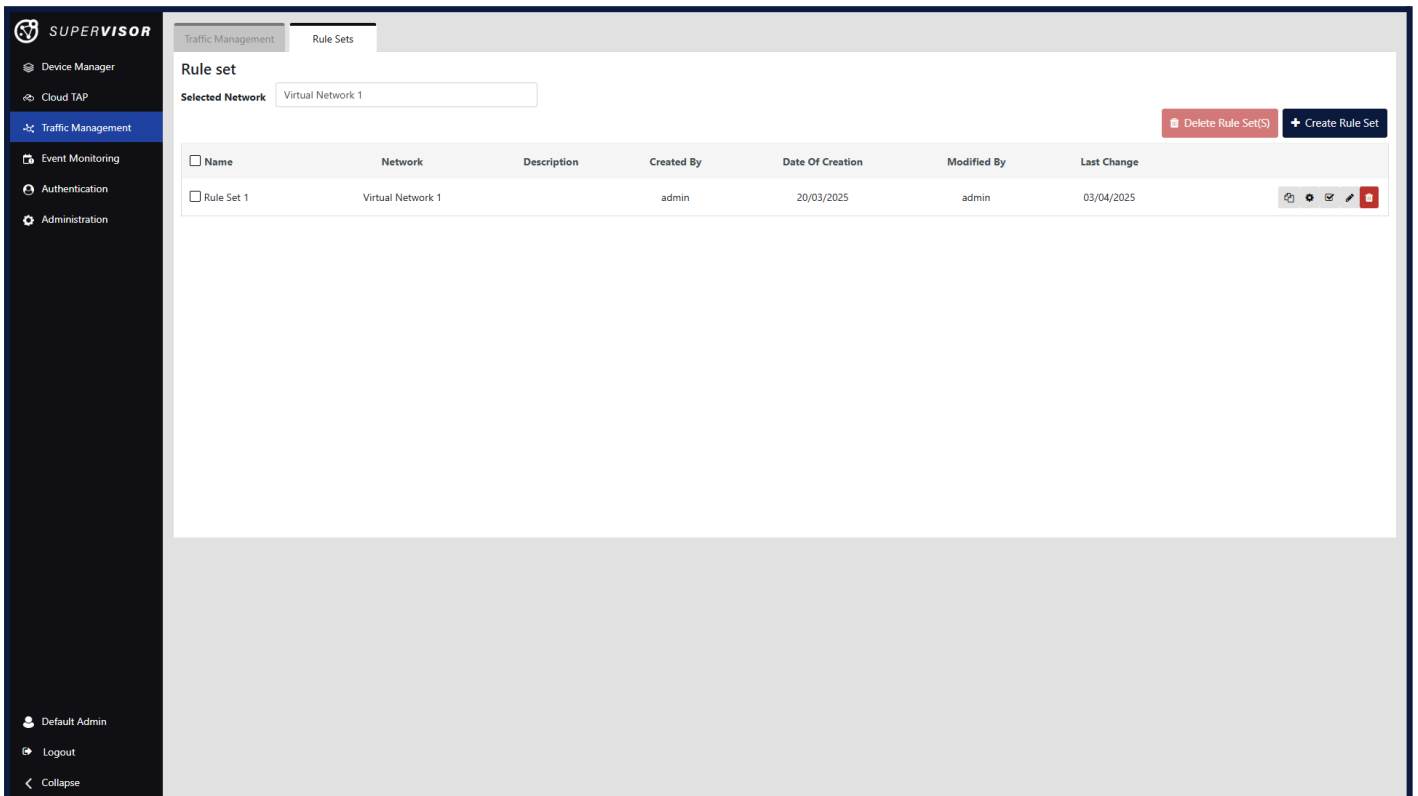 SUPERVISOR
Device Manager
Cloud TAP
Traffic Management
Event Monitoring
Authentication
Administration
Default Admin
Logout
Collapse
Traffic Management Rule Sets
Rule set
Selected Network Virtual Network 1
Delete Rule Set(S) Create Rule Set
Name Network Description Created By Date Of Creation Modified By Last Change
Rule Set 1 Virtual Network 1 admin 20/03/2025 admin 03/04/2025